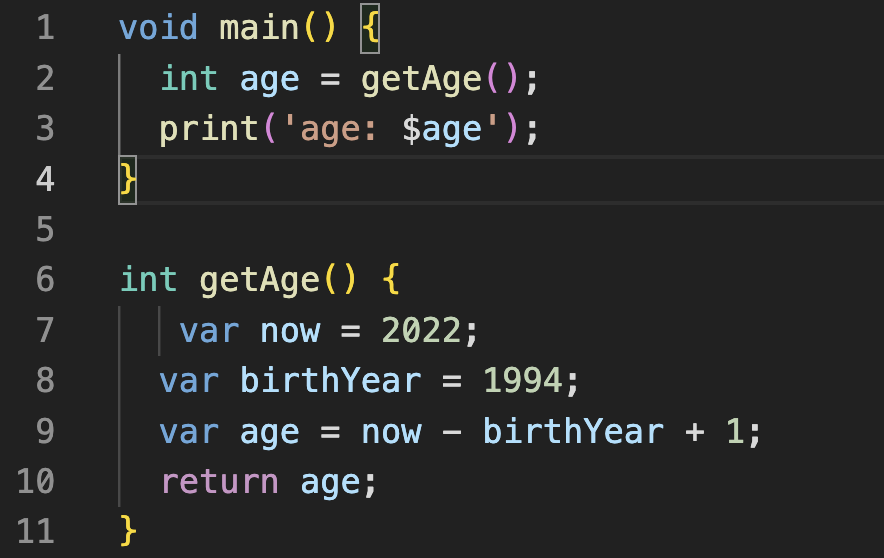 1 void main() {
2   int age = getAge();
3   print('age: $age');
4 }
5
6 int getAge() {
7    var now = 2022;
8   var birthYear = 1994;
9   var age = now - birthYear + 1;
10   return age;
11 }